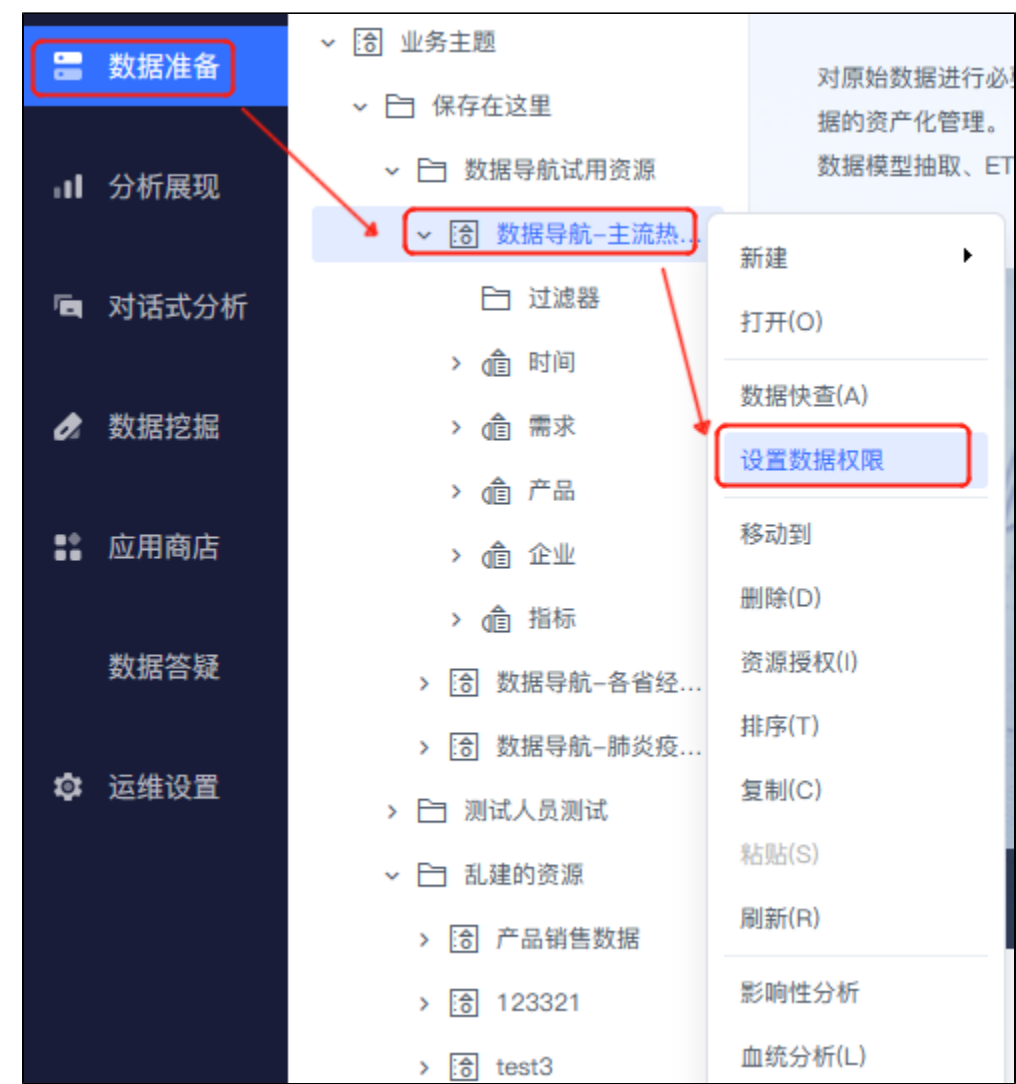 数据准备
分析展现
对话式分析
数据挖掘
应用商店
数据答疑
运维设置
业务主题
保存在这里
数据导航试用资源
数据导航-主流热...
过滤器
时间
需求
产品
企业
指标
数据导航-各省经...
数据导航-肺炎疫...
测试人员测试
乱建的资源
产品销售数据
123321
test3
对原始数据进行必
据的资产化管理。
数据模型抽取、ET
新建
打开(O)
数据快查(A)
设置数据权限
移动到
删除(D)
资源授权(I)
排序(T)
复制(C)
粘贴(S)
刷新(R)
影响性分析
血统分析(L)